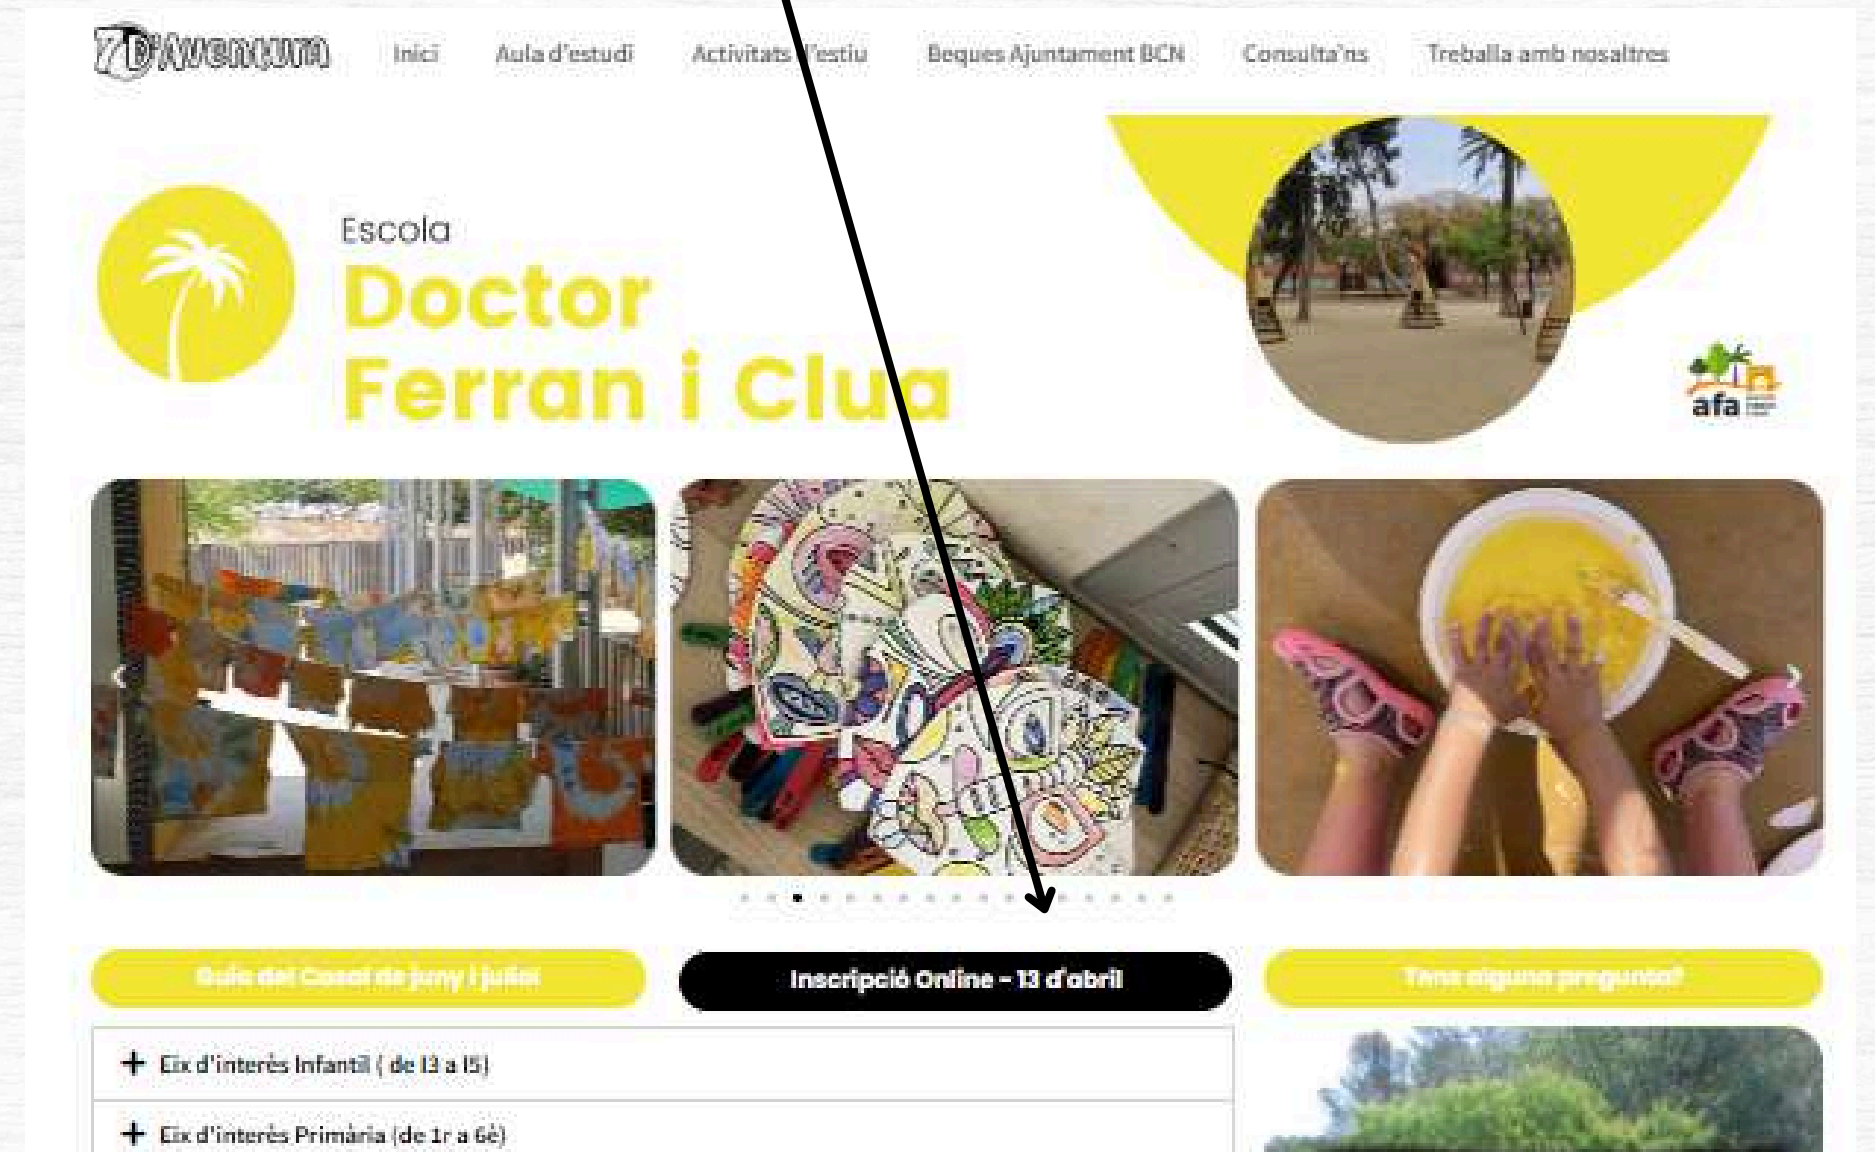 7 D'Aventura
Inici Aula d'estudi Activitats d'estiu Beques Ajuntament BCN Consulta'ns Treballa amb nosaltres
Escola
Doctor
Ferran i Clua
afa
Guia del Casal de juny i juliol
Inscripció Online - 13 d'abril
Tens alguna pregunta?
+ Eix d'interès Infantil ( de I3 a I5)
+ Eix d'interès Primària (de 1r a 6è)